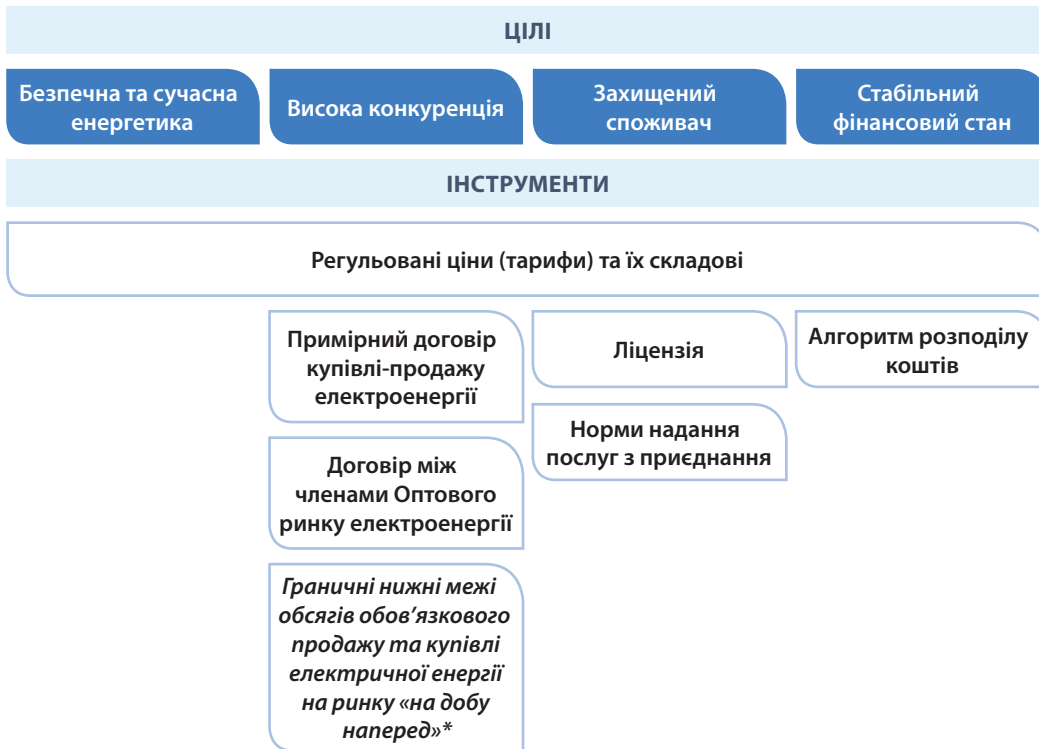 ЦІЛІ
Безпечна та сучасна
енергетика
Висока конкуренція
Захищений
споживач
Стабільний
фінансовий стан
ІНСТРУМЕНТИ
Регульовані ціни (тарифи) та їх складові
Примірний договір
купівлі-продажу
електроенергії
Договір між
членами Оптового
ринку електроенергії
Граничні нижні межі
обсягів обов’язкового
продажу та купівлі
електричної енергії
на ринку «на добу
наперед»*
Ліцензія
Норми надання
послуг з приєднання
Алгоритм розподілу
коштів